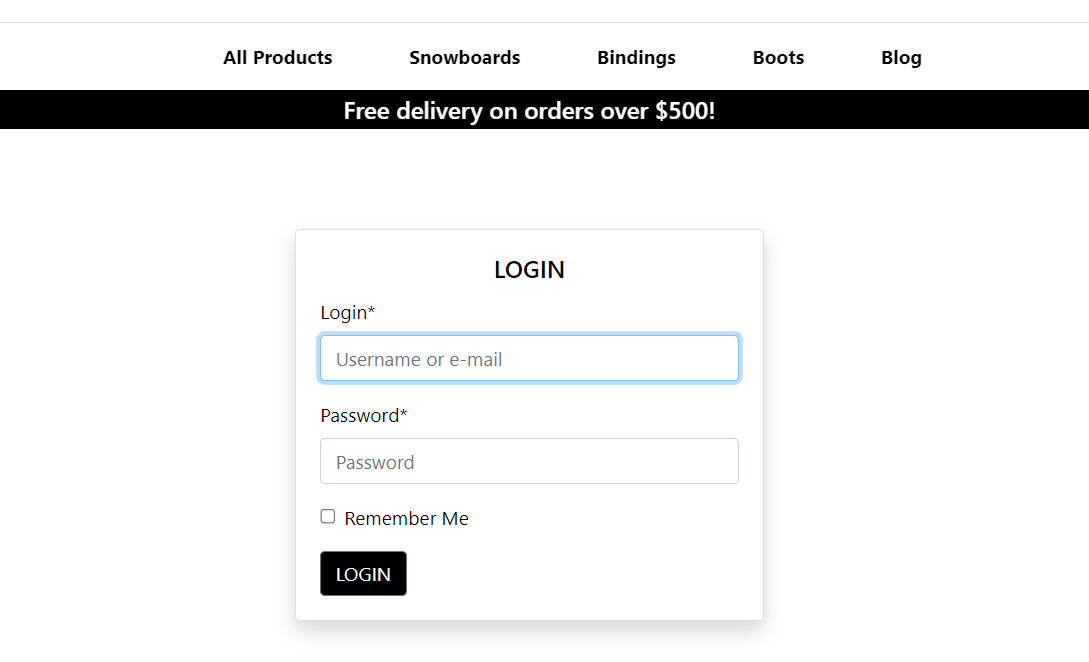 All Products Snowboards Bindings Boots Blog
Free delivery on orders over $500!
LOGIN
Login*
Username or e-mail
Password*
Password
Remember Me
LOGIN